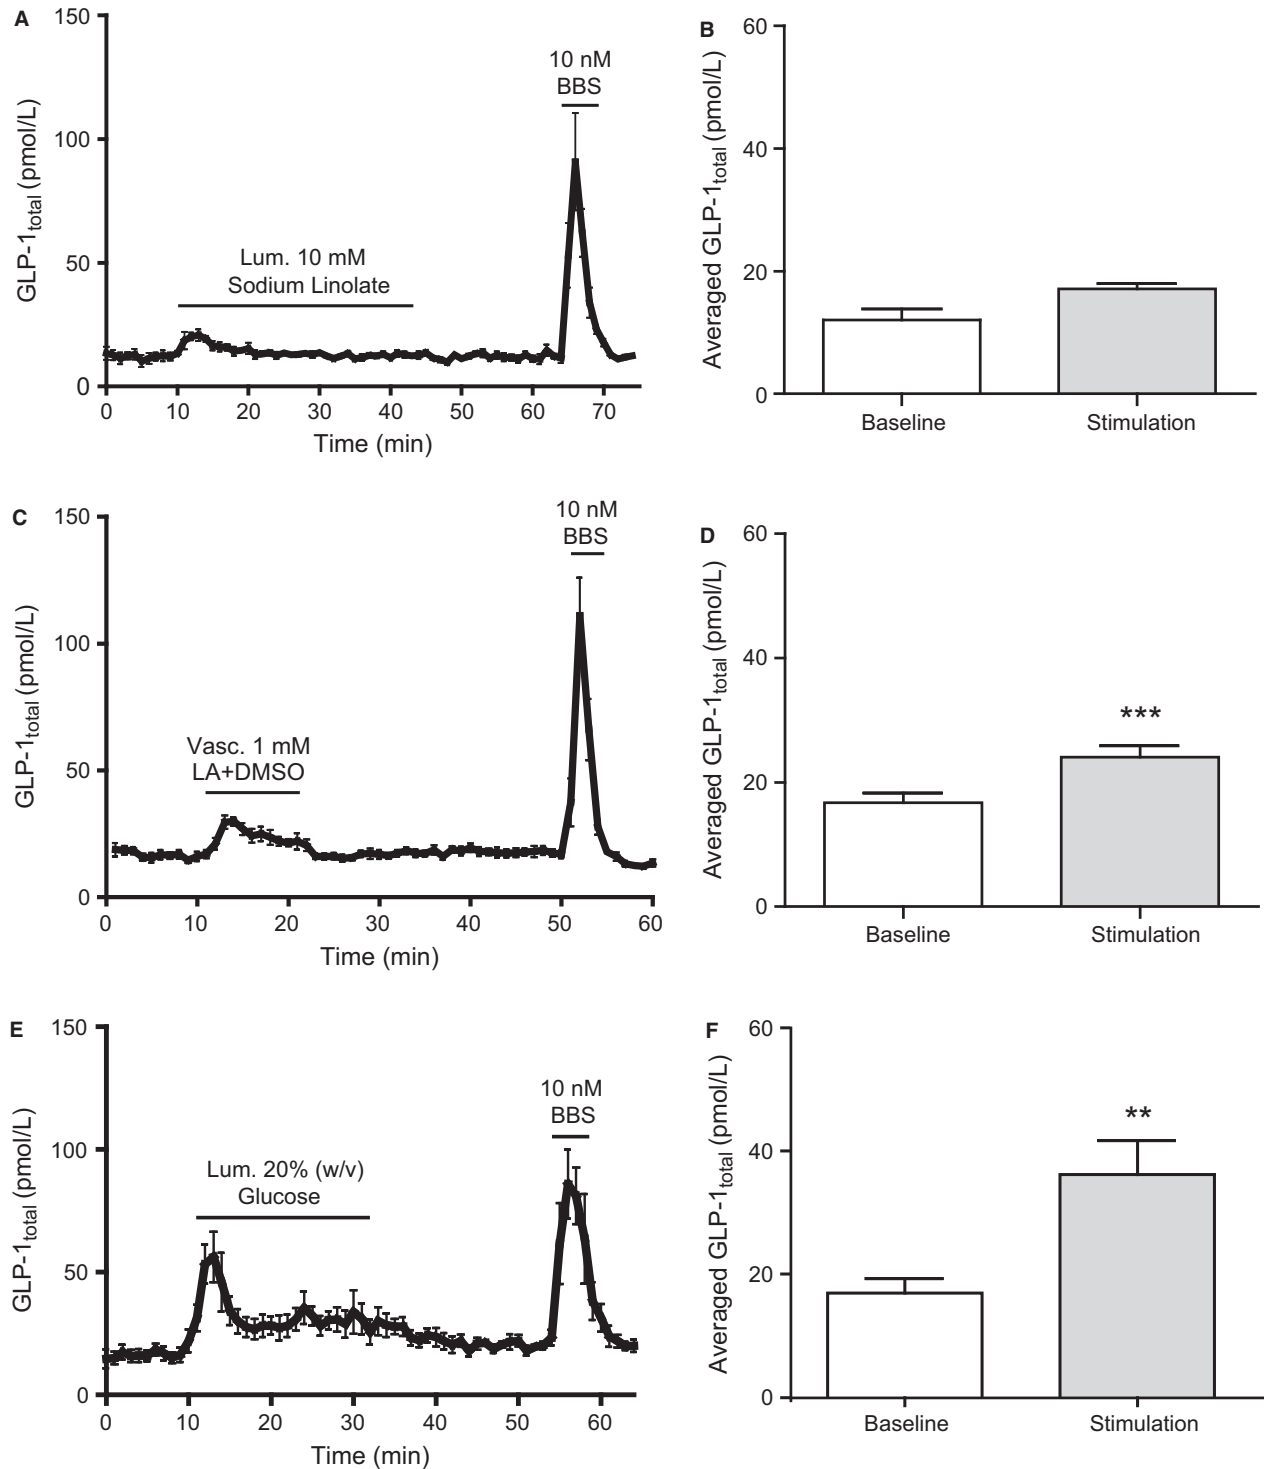 A
GLP-1total (pmol/L)
150
100
50
0
Lum. 10 mM
Sodium Linolate
10 nM
BBS
0 10 20 30 40 50 60 70
Time (min)
B
Averaged GLP-1total (pmol/L)
60
40
20
0
Baseline Stimulation
C
GLP-1total (pmol/L)
150
100
50
0
Vasc. 1 mM
LA+DMSO
10 nM
BBS
0 10 20 30 40 50 60
Time (min)
D
Averaged GLP-1total (pmol/L)
60
40
20
0
***
Baseline Stimulation
E
GLP-1total (pmol/L)
150
100
50
0
Lum. 20% (w/v)
Glucose
10 nM
BBS
0 10 20 30 40 50 60
Time (min)
F
Averaged GLP-1total (pmol/L)
60
40
20
0
**
Baseline Stimulation